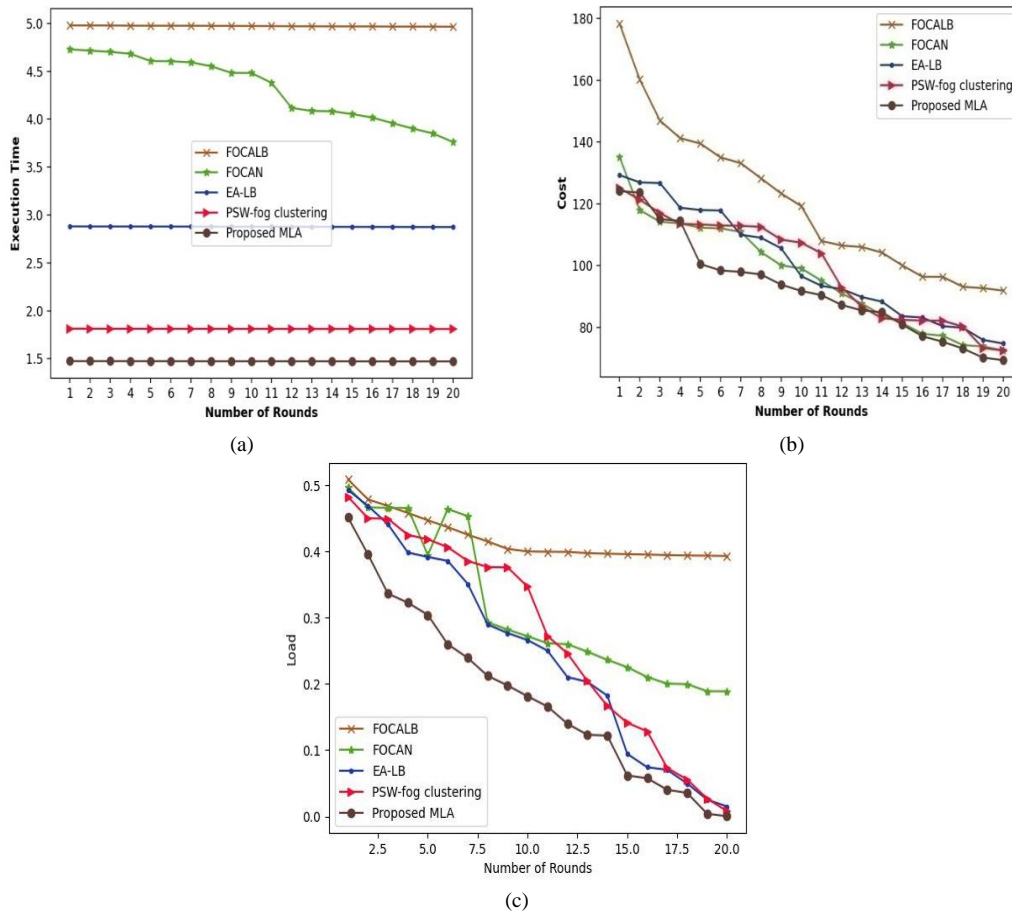 5.0
4.5
4.0
3.5
3.0
2.5
2.0
1.5
Execution Time
FOCALB
FOCAN
EA-LB
PSW-fog clustering
Proposed MLA
1 2 3 4 5 6 7 8 9 10 11 12 13 14 15 16 17 18 19 20
Number of Rounds
(a)
180
160
140
120
100
80
Cost
FOCALB
FOCAN
EA-LB
PSW-fog clustering
Proposed MLA
1 2 3 4 5 6 7 8 9 10 11 12 13 14 15 16 17 18 19 20
Number of Rounds
(b)
0.5
0.4
0.3
0.2
0.1
0.0
Load
FOCALB
FOCAN
EA-LB
PSW-fog clustering
Proposed MLA
2.5 5.0 7.5 10.0 12.5 15.0 17.5 20.0
Number of Rounds
(c)